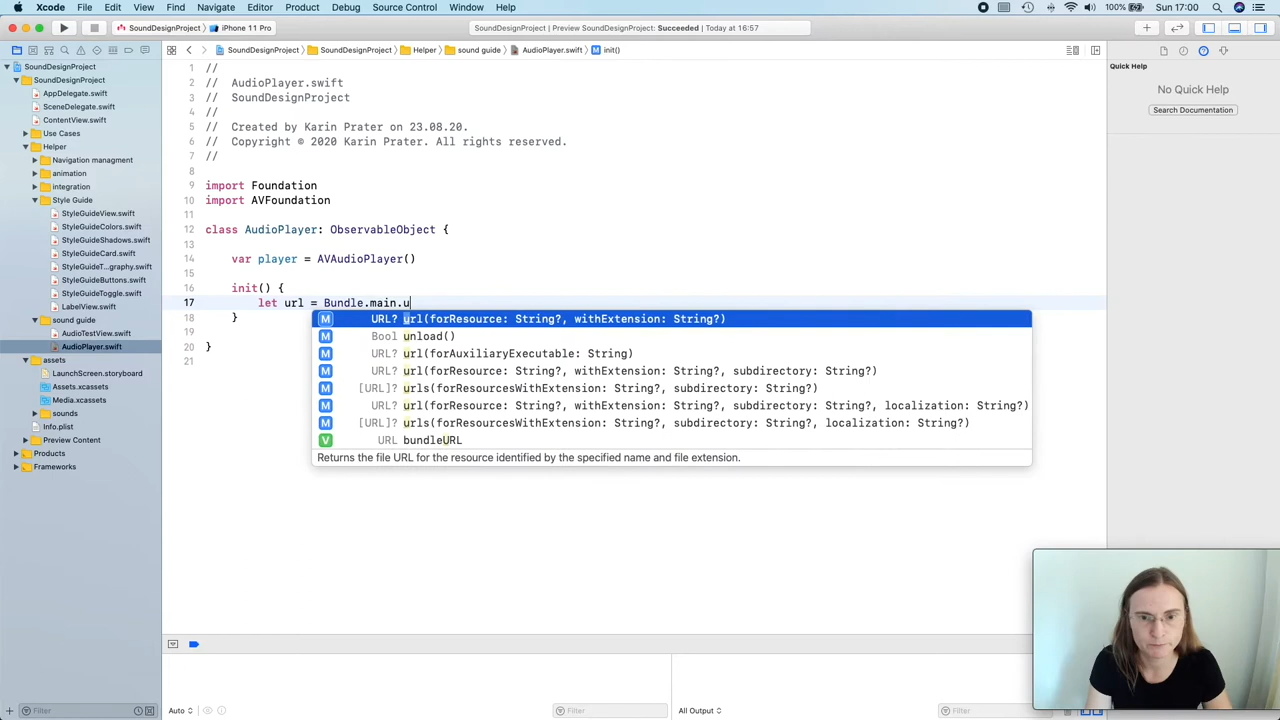 Xcode File Edit View Find Navigate Editor Product Debug Source Control Window Help 100% Sun 17:00
SoundDesignProject iPhone 11 Pro SoundDesignProject | Preview SoundDesignProject: Succeeded | Today at 16:57
SoundDesignProject SoundDesignProject Helper sound guide AudioPlayer.swift M init()
SoundDesignProject
SoundDesignProject
AppDelegate.swift
SceneDelegate.swift
ContentView.swift
Use Cases
Helper
Navigation managment
animation
integration
Style Guide
StyleGuideView.swift
StyleGuideColors.swift
StyleGuideShadows.swift
StyleGuideCard.swift
StyleGuideT...graphy.swift
StyleGuideButtons.swift
StyleGuideToggle.swift
LabelView.swift
sound guide
AudioTestView.swift
AudioPlayer.swift
assets
LaunchScreen.storyboard
Assets.xcassets
Media.xcassets
sounds
Info.plist
Preview Content
Products
Frameworks
Filter
1 //
2 // AudioPlayer.swift
3 // SoundDesignProject
4 //
5 // Created by Karin Prater on 23.08.20.
6 // Copyright © 2020 Karin Prater. All rights reserved.
7 //
8
9 import Foundation
10 import AVFoundation
11
12 class AudioPlayer: ObservableObject {
13
14 var player = AVAudioPlayer()
15
16 init() {
17 let url = Bundle.main.u
18 }
19
20 }
21
M URL? url(forResource: String?, withExtension: String?)
M Bool unload()
M URL? url(forAuxiliaryExecutable: String)
M URL? url(forResource: String?, withExtension: String?, subdirectory: String?)
M [URL]? urls(forResourcesWithExtension: String?, subdirectory: String?)
M URL? url(forResource: String?, withExtension: String?, subdirectory: String?, localization: String?)
M [URL]? urls(forResourcesWithExtension: String?, subdirectory: String?, localization: String?)
V URL bundleURL
Returns the file URL for the resource identified by the specified name and file extension.
Auto Filter All Output Filter
Quick Help
No Quick Help
Search Documentation